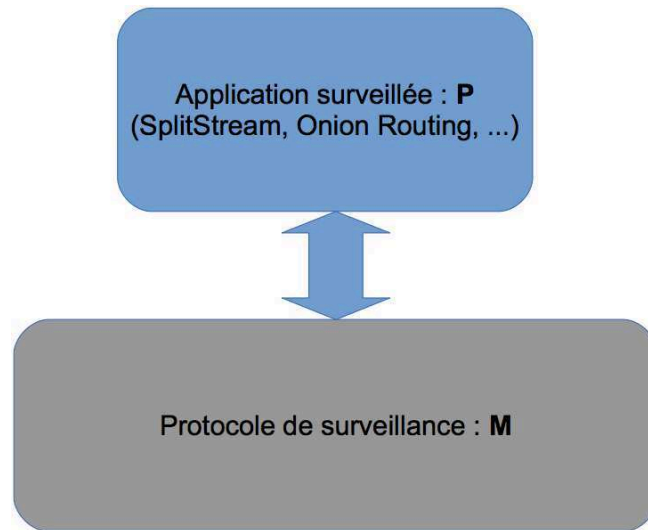 Application surveillée : P
(SplitStream, Onion Routing, ...)
Protocole de surveillance : M